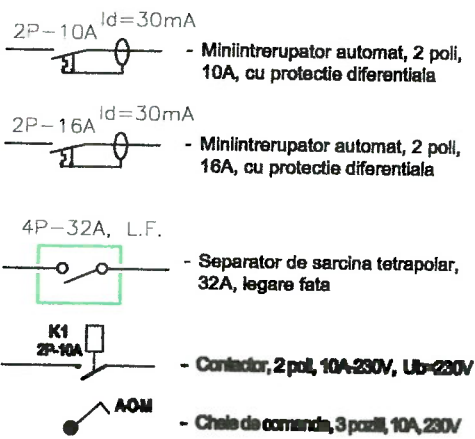 2P-10A Id=30mA
- Miniintrerupator automat, 2 poli,
10A, cu protectie diferentiala
2P-16A Id=30mA
- Miniintrerupator automat, 2 poli,
16A, cu protectie diferentiala
4P-32A, L.F.
- Separator de sarcina tetrapolar,
32A, legare fata
K1
2P-10A
- Contactor, 2 poli, 10A-230V, Ub=230V
AOM
- Cheie de comanda, 3 pozitii, 10A, 230V